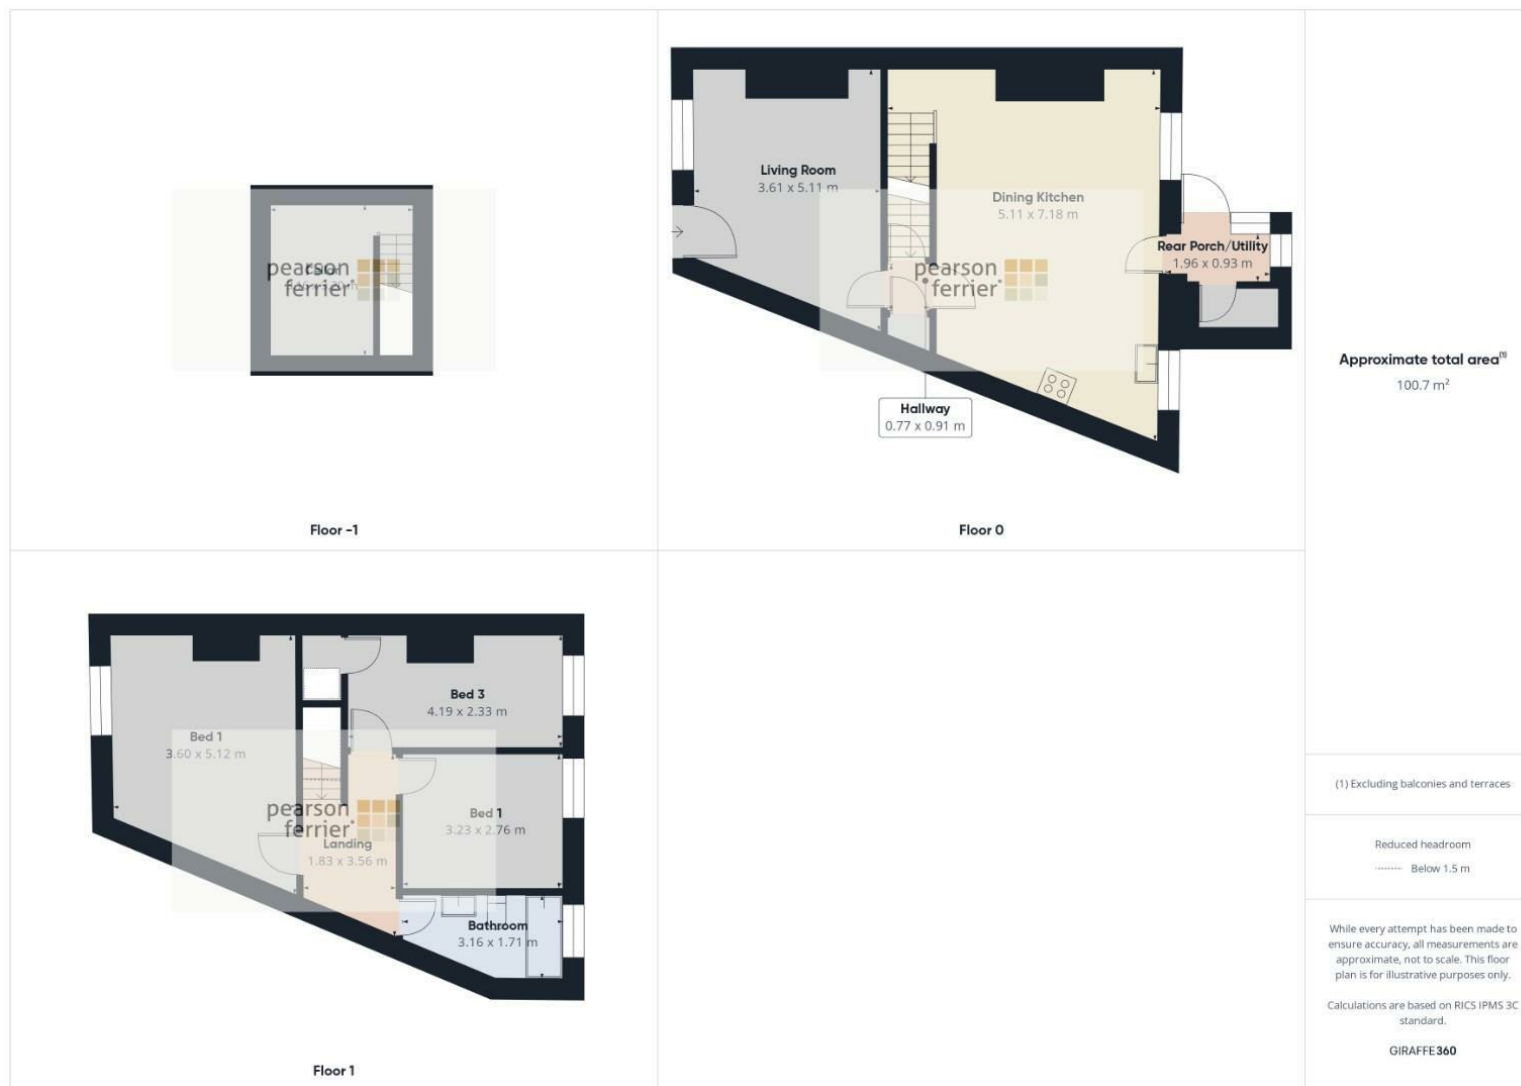 pearson
ferrier
Floor -1
Living Room
3.61 x 5.11 m
Dining Kitchen
5.11 x 7.18 m
Rear Porch/Utility
1.96 x 0.93 m
pearson
ferrier
Hallway
0.77 x 0.91 m
Floor 0
Approximate total area(1)
100.7 m²
Bed 1
3.60 x 5.12 m
Bed 3
4.19 x 2.33 m
Bed 1
3.23 x 2.76 m
pearson
ferrier
Landing
1.83 x 3.56 m
Bathroom
3.16 x 1.71 m
Floor 1
(1) Excluding balconies and terraces
Reduced headroom
Below 1.5 m
While every attempt has been made to
ensure accuracy, all measurements are
approximate, not to scale. This floor
plan is for illustrative purposes only.
Calculations are based on RICS IPMS 3C
standard.
GIRAFFE360